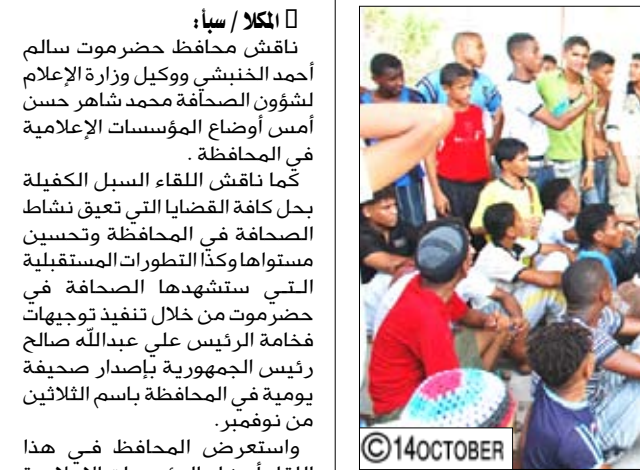 المكلا / سبأ :
ناقش محافظ حضرموت سالم
أحمد الخنبشي ووكيل وزارة الإعلام
لشؤون الصحافة محمد شاهر حسن
أمس أوضاع المؤسسات الإعلامية
في المحافظة .
كما ناقش اللقاء السبل الكفيلة
بحل كافة القضايا التي تعيق نشاط
الصحافة في المحافظة وتحسين
مستواها وكذا التطورات المستقبلية
التي ستشهدها الصحافة في
حضرموت من خلال تنفيذ توجيهات
فخامة الرئيس علي عبدالله صالح
رئيس الجمهورية بإصدار صحيفة
يومية في المحافظة باسم الثلاثين
من نوفمبر.
واستعرض المحافظ في هذا
©14OCTOBER